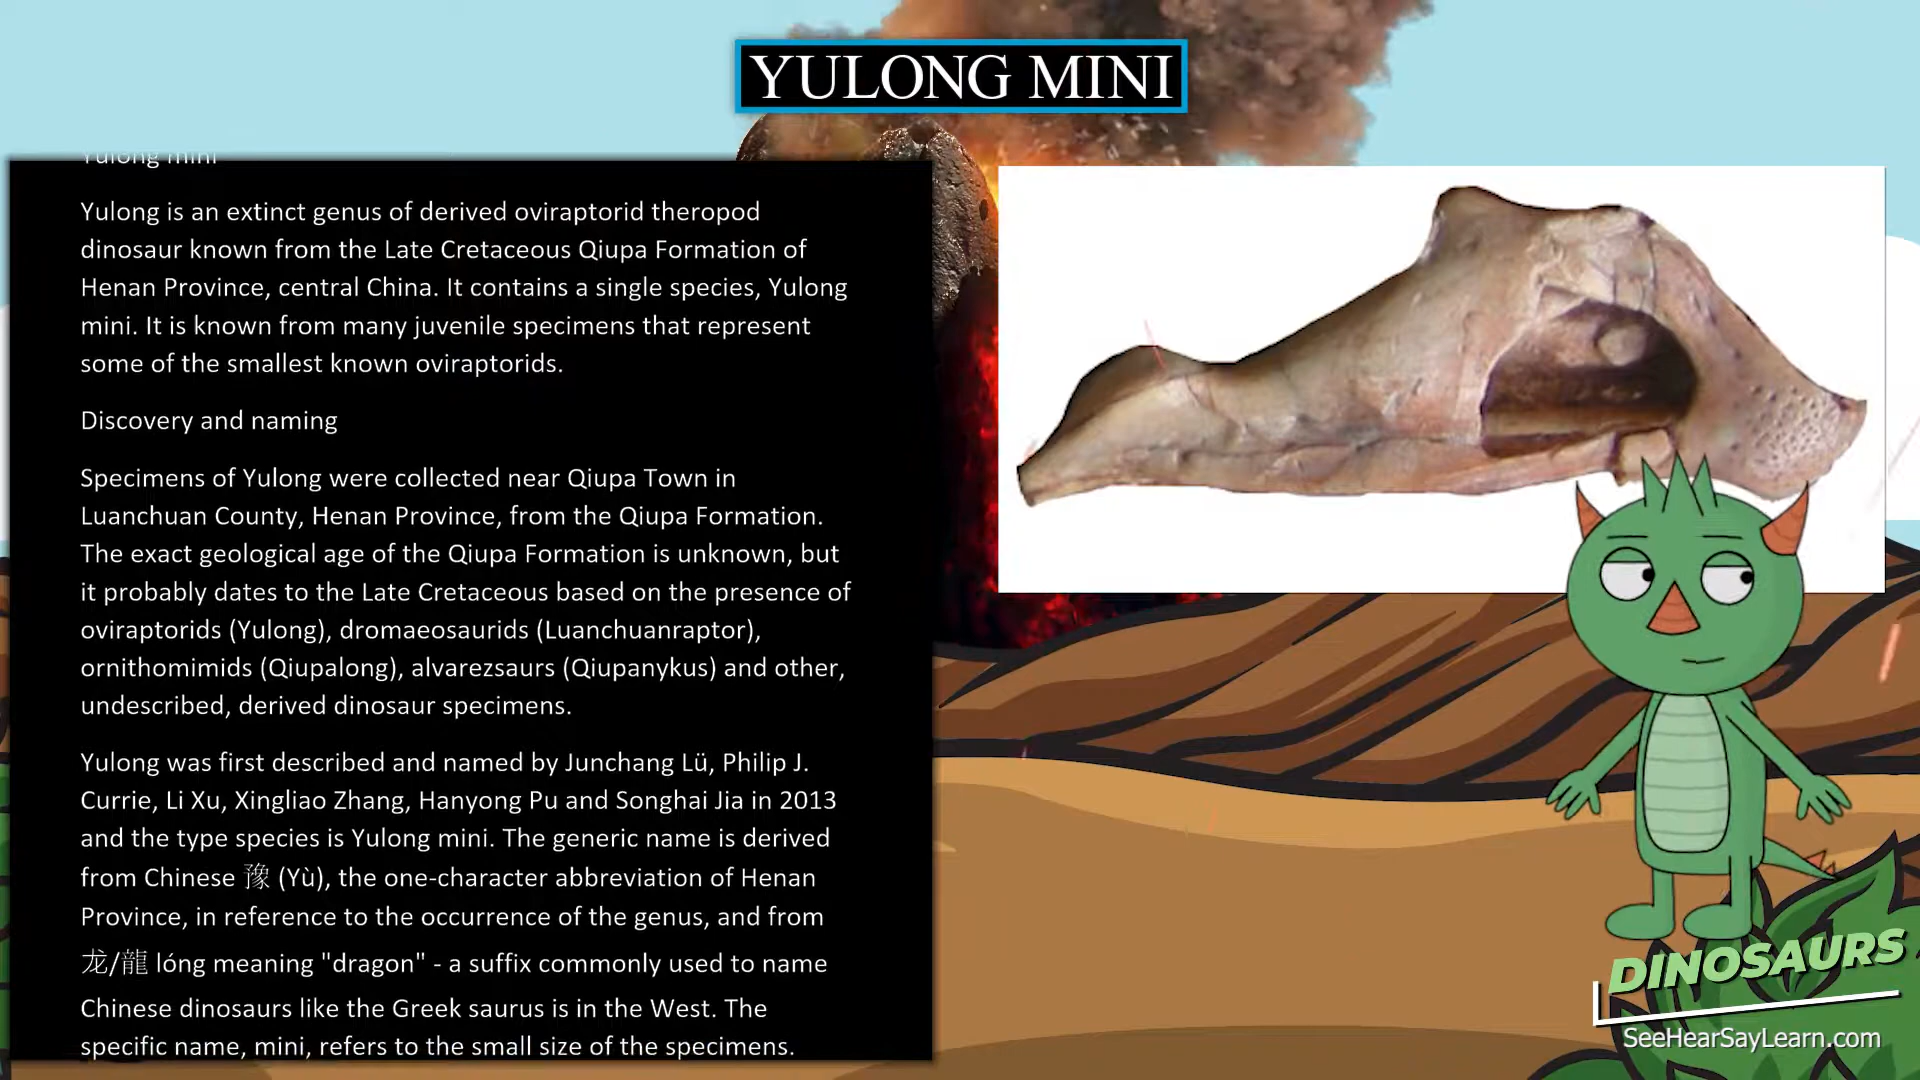 YULONG MINI
Yulong mini
Yulong is an extinct genus of derived oviraptorid theropod
dinosaur known from the Late Cretaceous Qiupa Formation of
Henan Province, central China. It contains a single species, Yulong
mini. It is known from many juvenile specimens that represent
some of the smallest known oviraptorids.
Discovery and naming
Specimens of Yulong were collected near Qiupa Town in
Luanchuan County, Henan Province, from the Qiupa Formation.
The exact geological age of the Qiupa Formation is unknown, but
it probably dates to the Late Cretaceous based on the presence of
oviraptorids (Yulong), dromaeosaurids (Luanchuanraptor),
ornithomimids (Qiupalong), alvarezsaurs (Qiupanykus) and other,
undescribed, derived dinosaur specimens.
Yulong was first described and named by Junchang Lü, Philip J.
Currie, Li Xu, Xingliao Zhang, Hanyong Pu and Songhai Jia in 2013
and the type species is Yulong mini. The generic name is derived
from Chinese 豫 (Yù), the one-character abbreviation of Henan
Province, in reference to the occurrence of the genus, and from
龙/龍 lóng meaning "dragon" - a suffix commonly used to name
Chinese dinosaurs like the Greek saurus is in the West. The
specific name, mini, refers to the small size of the specimens.
DINOSAURS
SeeHearSayLearn.com